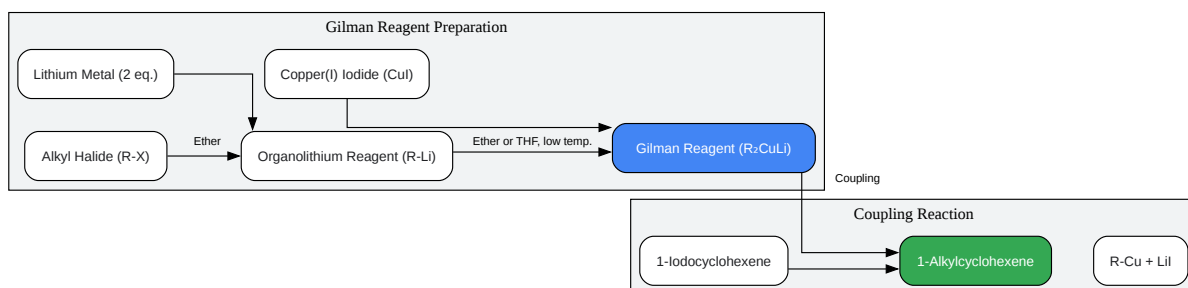 Gilman Reagent Preparation
Lithium Metal (2 eq.)
Copper(I) Iodide (CuI)
Alkyl Halide (R-X)
Ether
Organolithium Reagent (R-Li)
Ether or THF, low temp.
Gilman Reagent (R₂CuLi)
Coupling
Coupling Reaction
1-Iodocyclohexene
1-Alkylcyclohexene
R-Cu + LiI